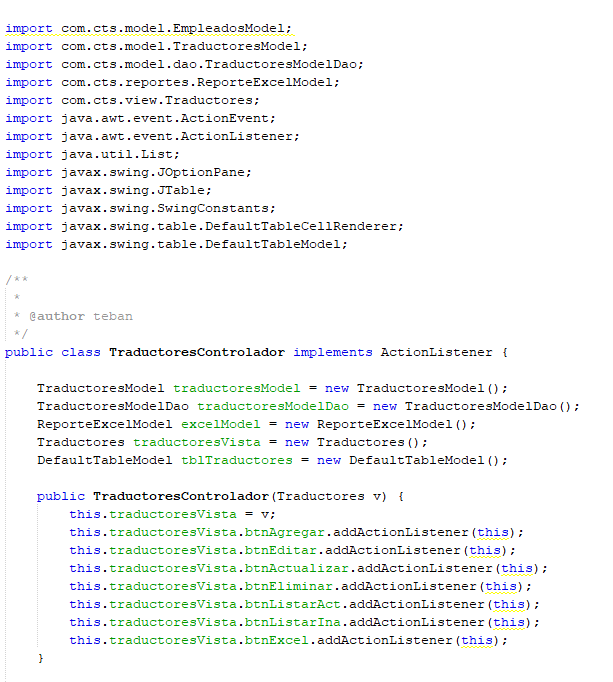 import com.cts.model.EmpleadosModel;
import com.cts.model.TraductoresModel;
import com.cts.model.dao.TraductoresModelDao;
import com.cts.reportes.ReporteExcelModel;
import com.cts.view.Traductores;
import java.awt.event.ActionEvent;
import java.awt.event.ActionListener;
import java.util.List;
import javax.swing.JOptionPane;
import javax.swing.JTable;
import javax.swing.SwingConstants;
import javax.swing.table.DefaultTableCellRenderer;
import javax.swing.table.DefaultTableModel;

/**
 *
 * @author teban
 */
public class TraductoresControlador implements ActionListener {

    TraductoresModel traductoresModel = new TraductoresModel();
    TraductoresModelDao traductoresModelDao = new TraductoresModelDao();
    ReporteExcelModel excelModel = new ReporteExcelModel();
    Traductores traductoresVista = new Traductores();
    DefaultTableModel tblTraductores = new DefaultTableModel();

    public TraductoresControlador(Traductores v) {
        this.traductoresVista = v;
        this.traductoresVista.btnAgregar.addActionListener(this);
        this.traductoresVista.btnEditar.addActionListener(this);
        this.traductoresVista.btnActualizar.addActionListener(this);
        this.traductoresVista.btnEliminar.addActionListener(this);
        this.traductoresVista.btnListarAct.addActionListener(this);
        this.traductoresVista.btnListarIna.addActionListener(this);
        this.traductoresVista.btnExcel.addActionListener(this);
    }